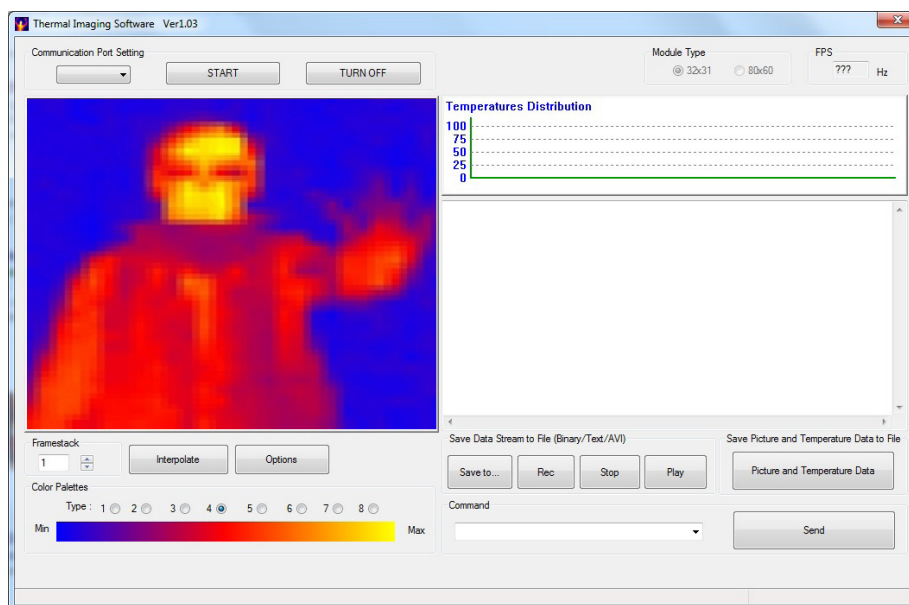 Thermal Imaging Software Ver1.03
Communication Port Setting
START
TURN OFF
Module Type
32x31
80x60
FPS
???
Hz
Temperatures Distribution
100
75
50
25
0
Framestack
1
Interpolate
Options
Color Palettes
Type : 1 2 3 4 5 6 7 8
Min
Max
Save Data Stream to File (Binary/Text/AVI)
Save to...
Rec
Stop
Play
Save Picture and Temperature Data to File
Picture and Temperature Data
Command
Send